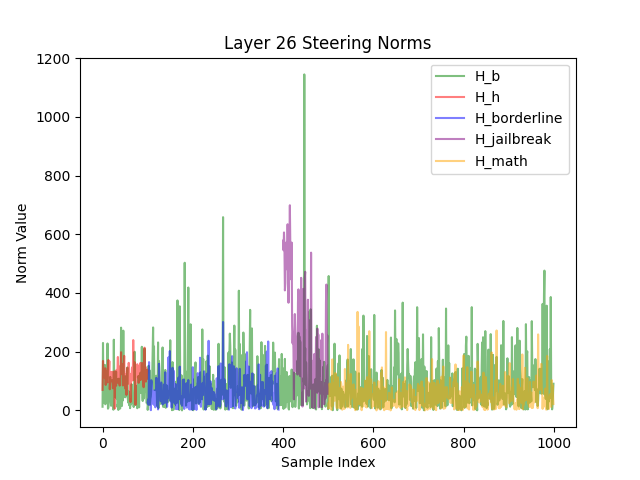 Layer 26 Steering Norms
1200
1000
800
600
400
200
0
Norm Value
H_b
H_h
H_borderline
H_jailbreak
H_math
0
200
400
600
800
1000
Sample Index